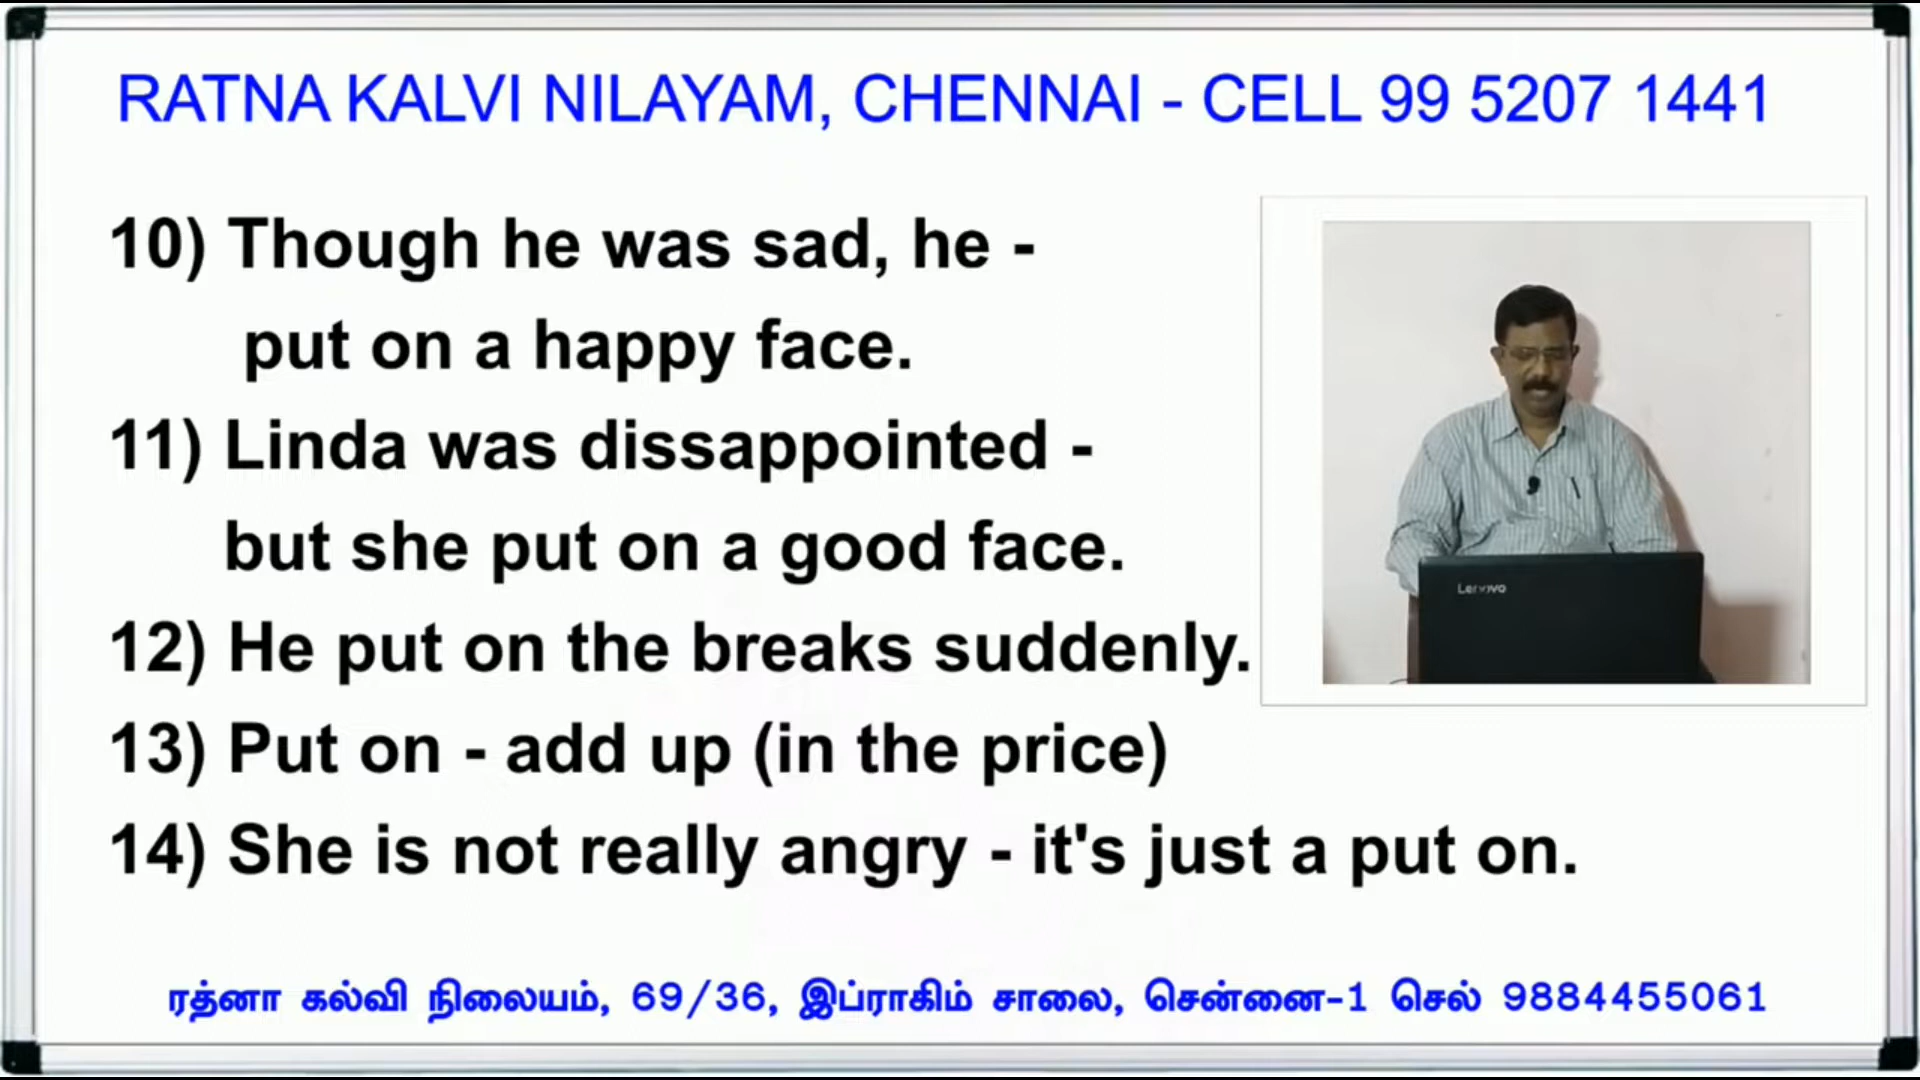 RATNA KALVI NILAYAM, CHENNAI - CELL 99 5207 1441
10) Though he was sad, he -
put on a happy face.
11) Linda was dissappointed -
but she put on a good face.
12) He put on the breaks suddenly.
13) Put on - add up (in the price)
14) She is not really angry - it's just a put on.
Lenovo
ரத்னா கல்வி நிலையம், 69/36, இப்ராகிம் சாலை, சென்னை-1 செல் 9884455061